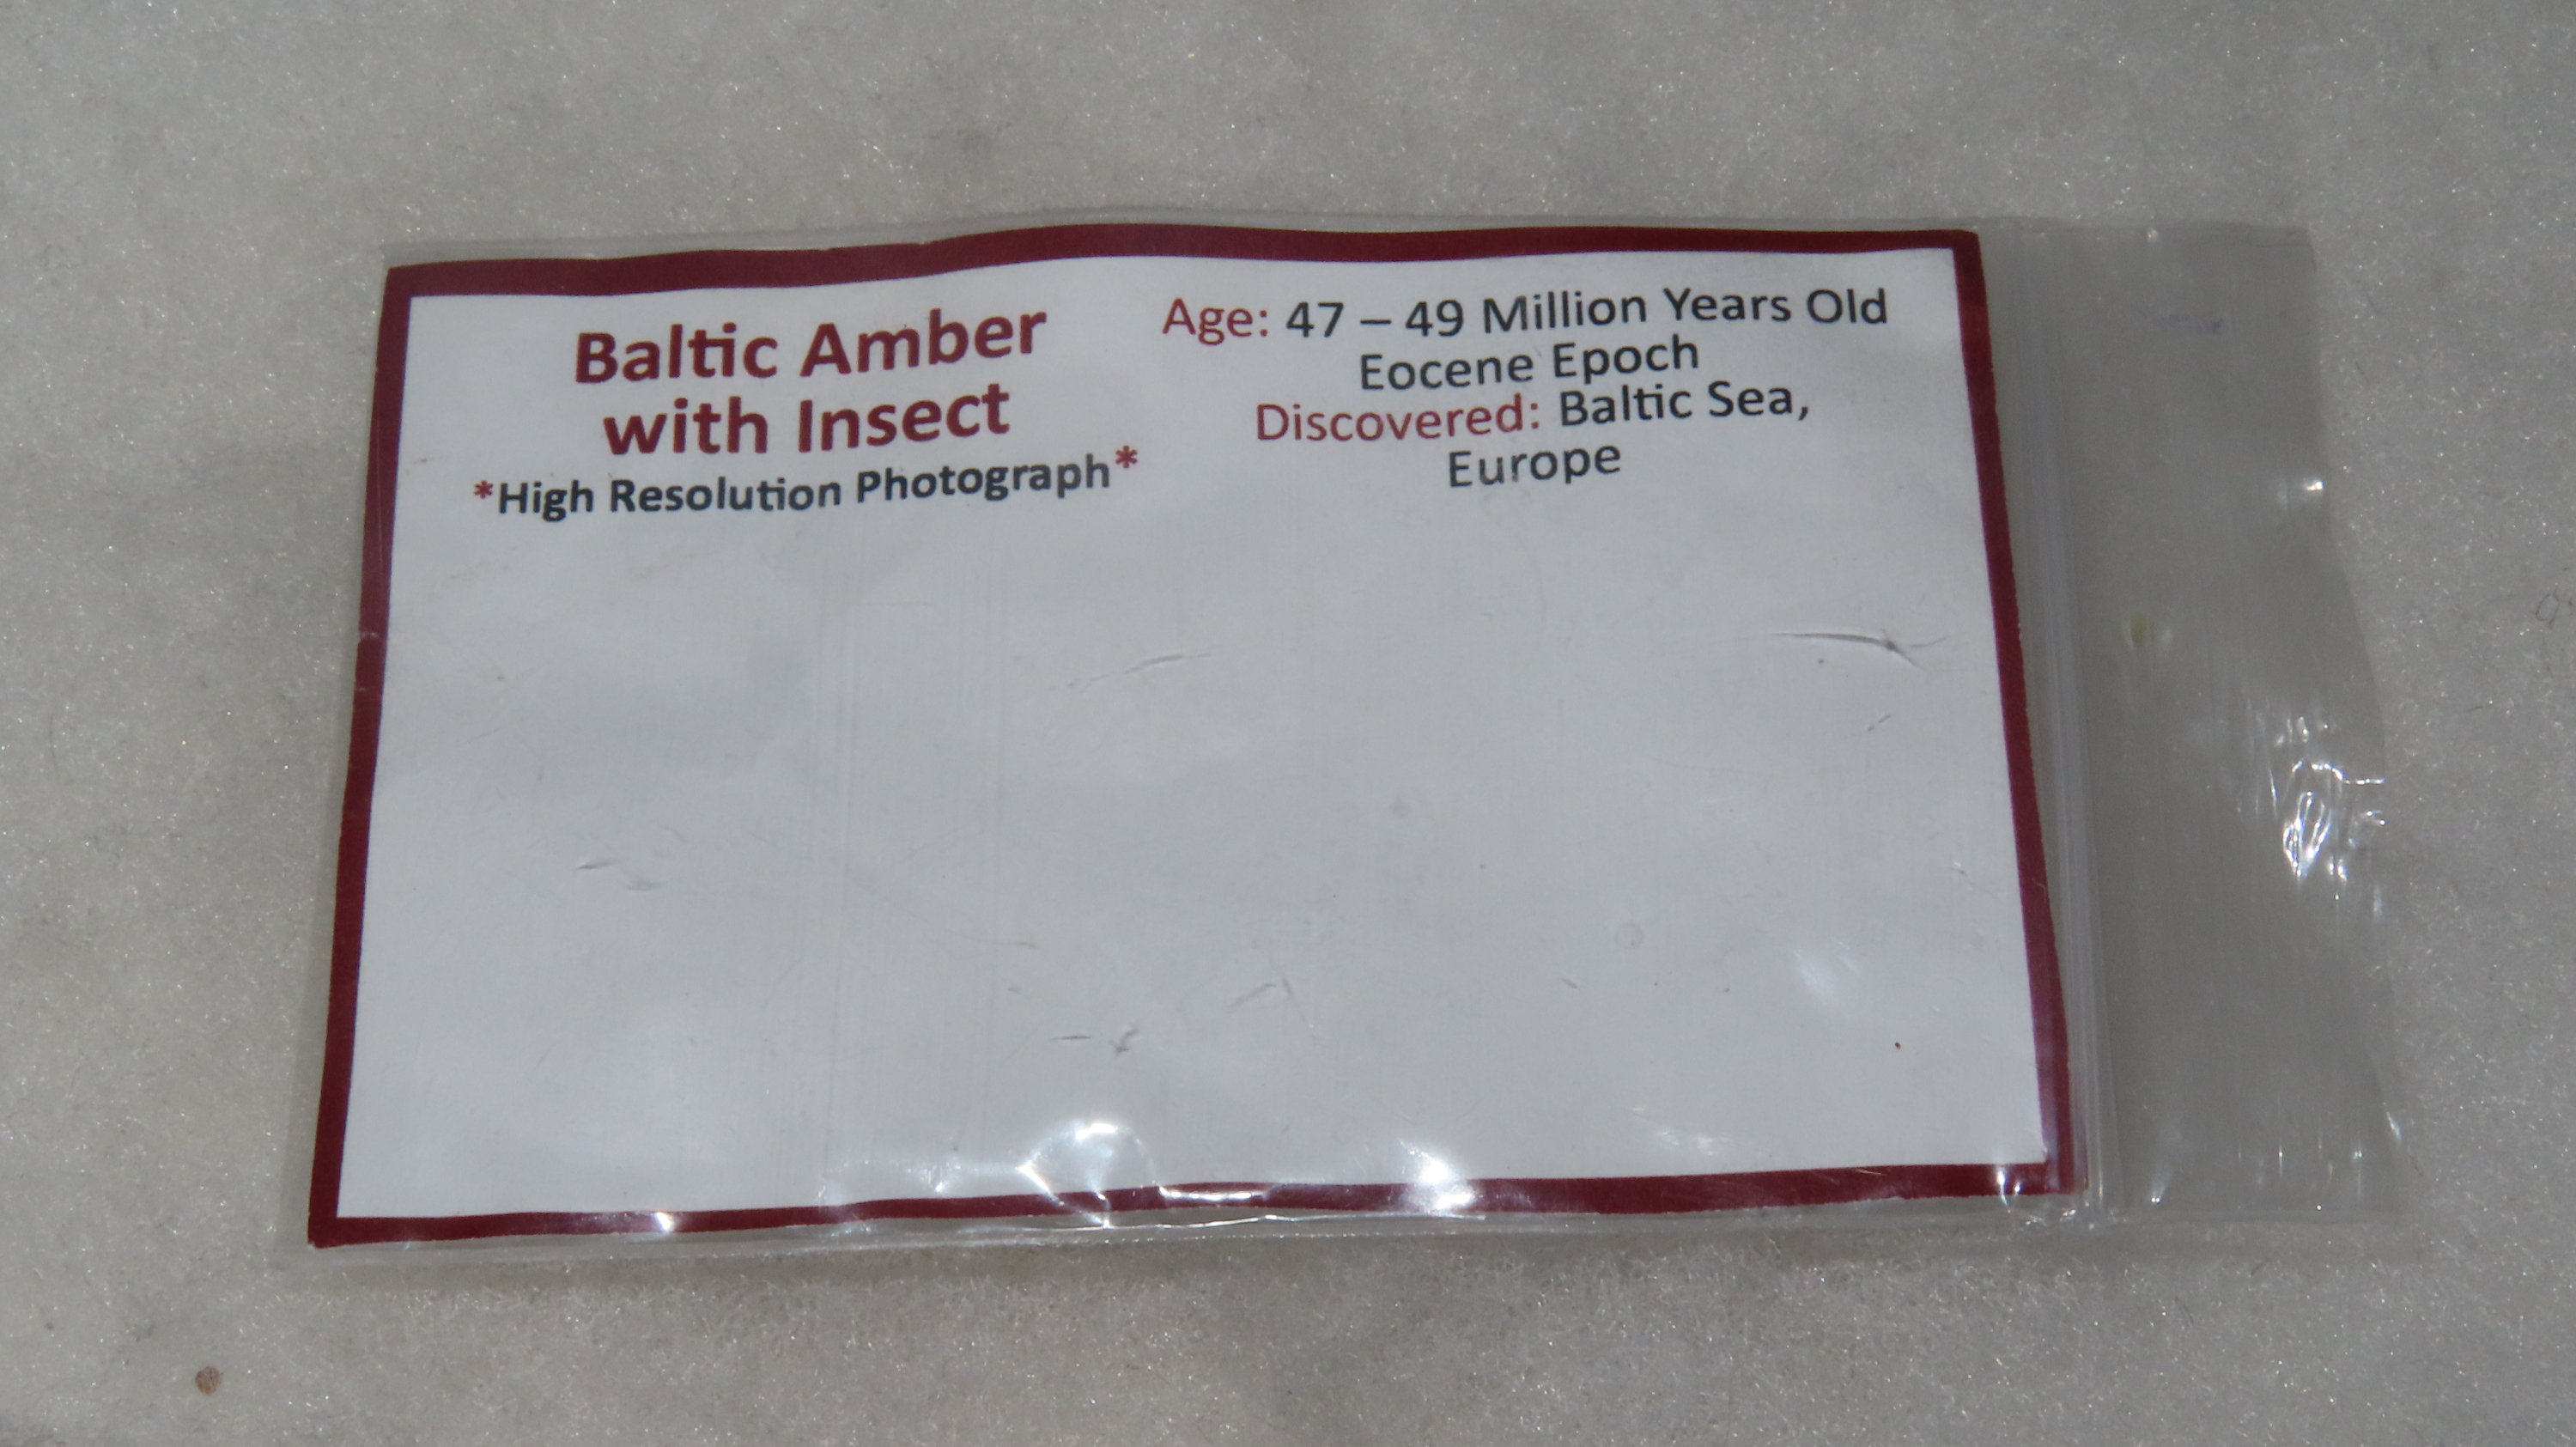 Baltic Amber
with Insect
*High Resolution Photograph*
Age: 47 – 49 Million Years Old
Eocene Epoch
Discovered: Baltic Sea,
Europe